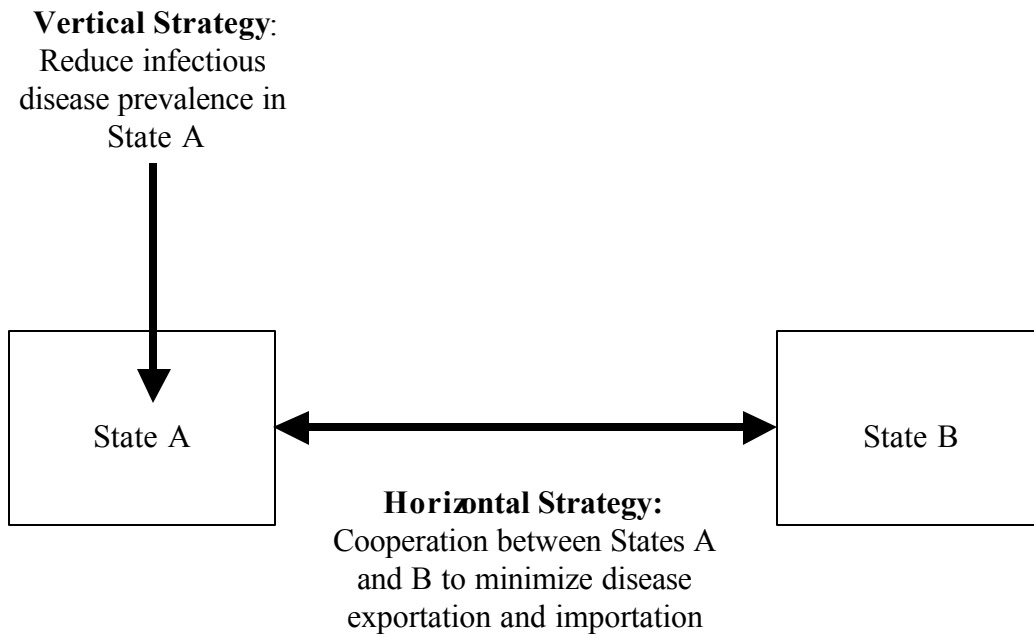 Vertical Strategy:
Reduce infectious
disease prevalence in
State A
State A
State B
Horizontal Strategy:
Cooperation between States A
and B to minimize disease
exportation and importation